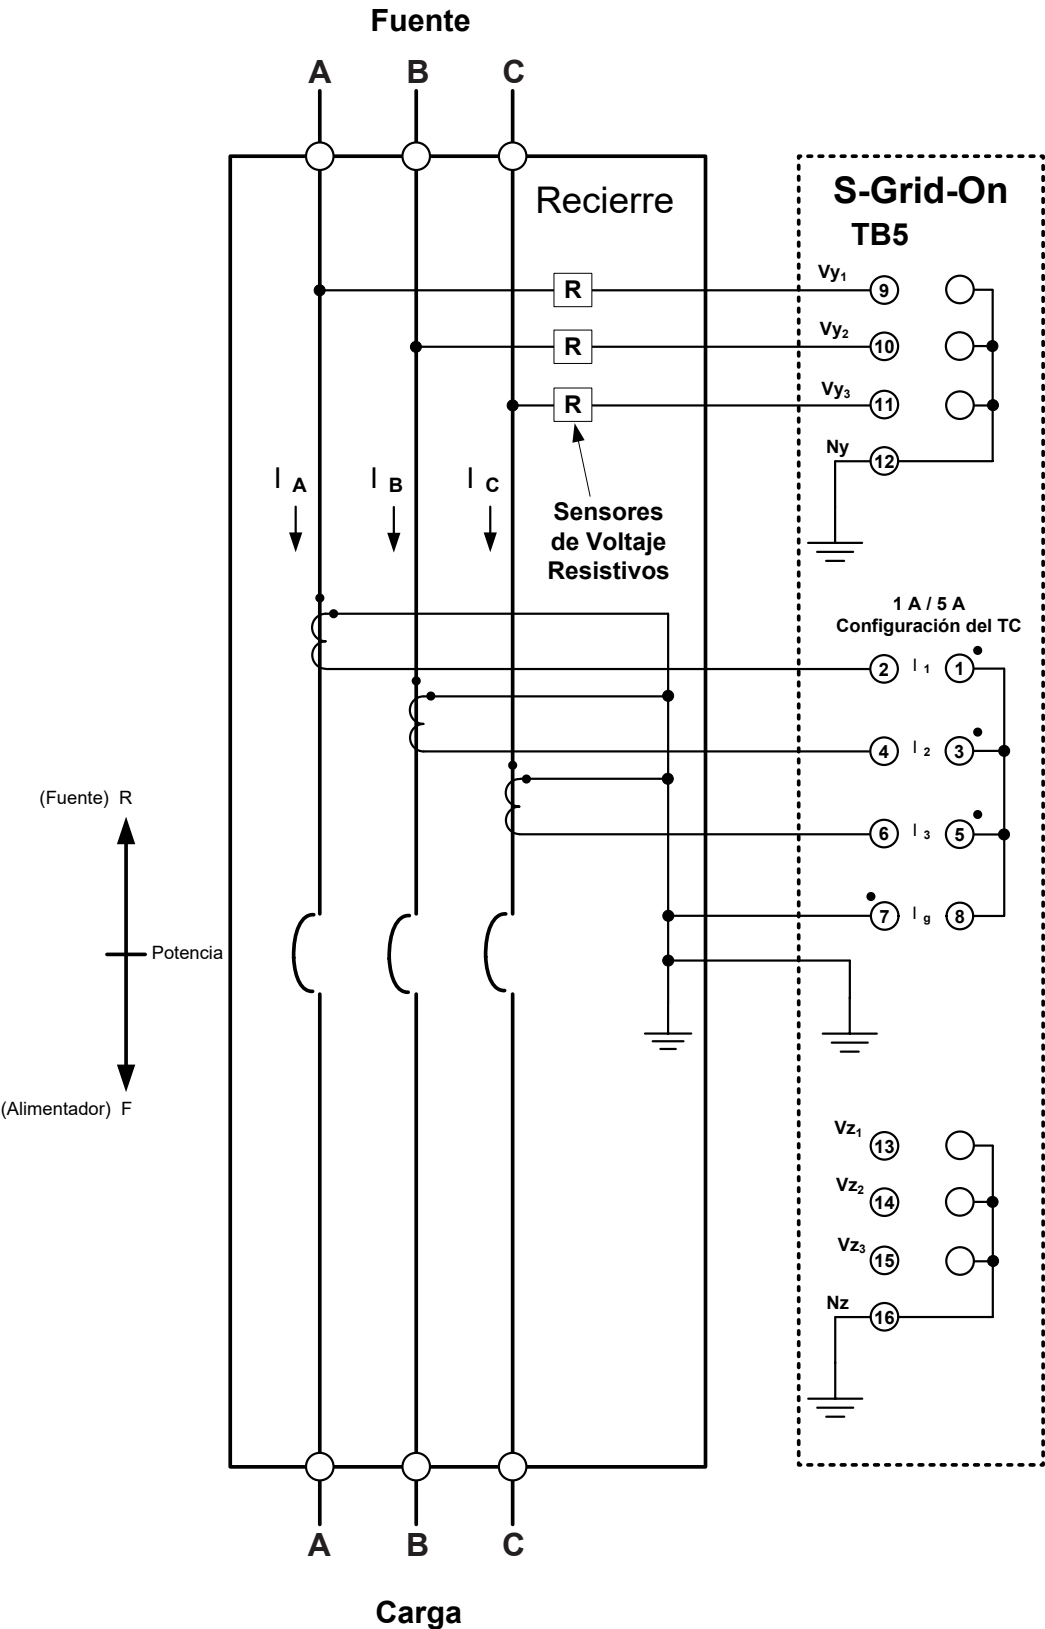 Fuente
A B C
Recierre
S-Grid-On
TB5
Vy1 9
R
Vy2 10
R
Vy3 11
R
Ny 12
I A
I B
I C
Sensores
de Voltaje
Resistivos
1 A / 5 A
Configuración del TC
2 I 1 1
4 I 2 3
6 I 3 5
7 I g 8
(Fuente) R
Potencia
(Alimentador) F
Vz1 13
Vz2 14
Vz3 15
Nz 16
A B C
Carga